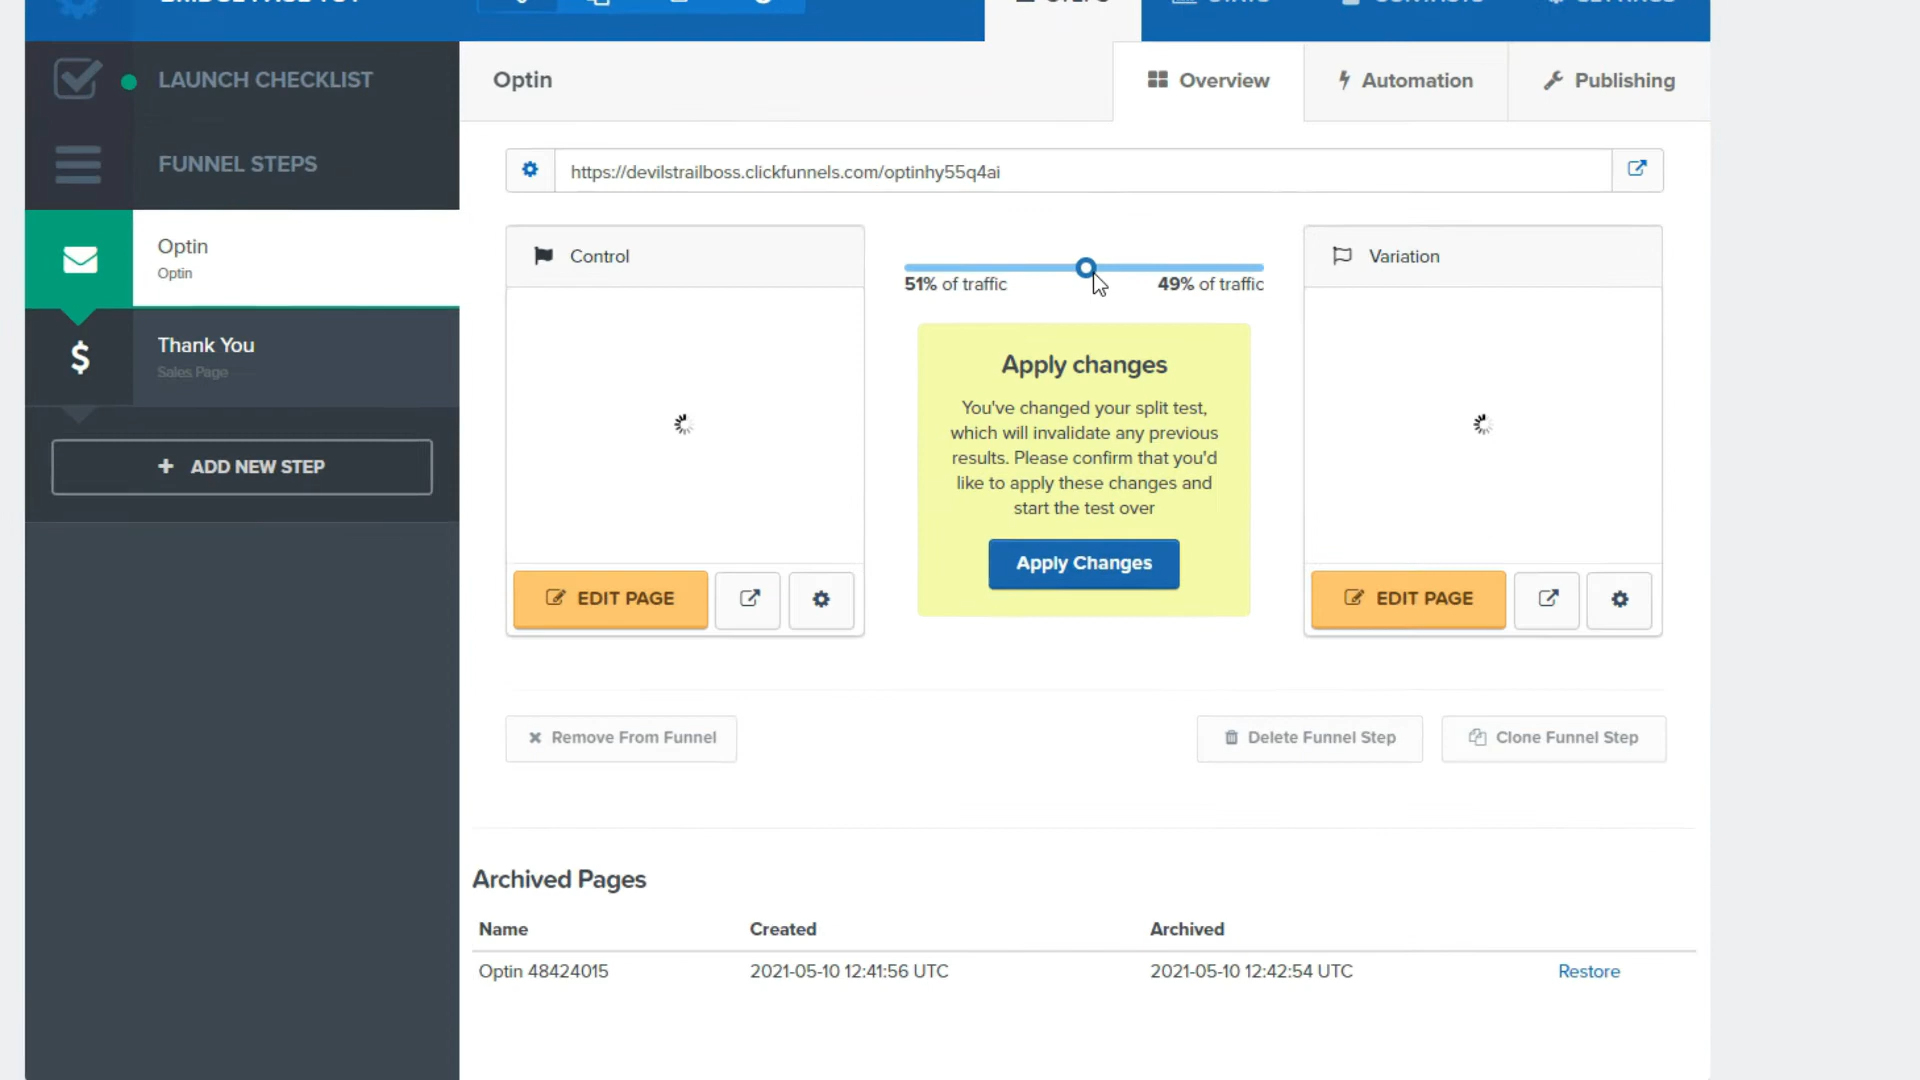 LAUNCH CHECKLIST
FUNNEL STEPS
Optin
Optin
Thank You
Sales Page
ADD NEW STEP
Optin
Overview
Automation
Publishing
https://devilstrailboss.clickfunnels.com/optinhy55q4ai
Control
51% of traffic
49% of traffic
Variation
Apply changes
You've changed your split test,
which will invalidate any previous
results. Please confirm that you'd
like to apply these changes and
start the test over
Apply Changes
EDIT PAGE
EDIT PAGE
Remove From Funnel
Delete Funnel Step
Clone Funnel Step
Archived Pages
Name Created Archived
Optin 48424015 2021-05-10 12:41:56 UTC 2021-05-10 12:42:54 UTC Restore